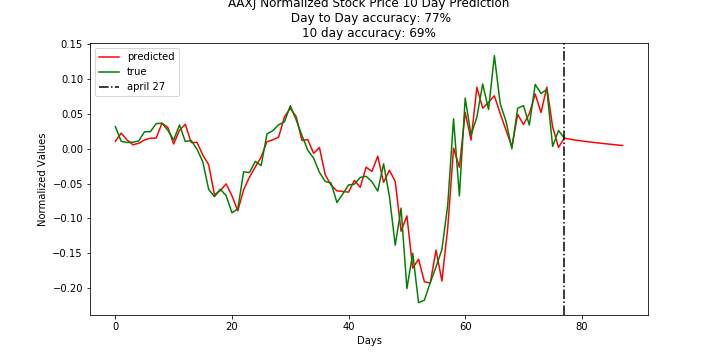 AAXJ Normalized Stock Price 10 Day Prediction
Day to Day accuracy: 77%
10 day accuracy: 69%
predicted
true
april 27
Normalized Values
0.15
0.10
0.05
0.00
−0.05
−0.10
−0.15
−0.20
0
20
40
60
80
Days